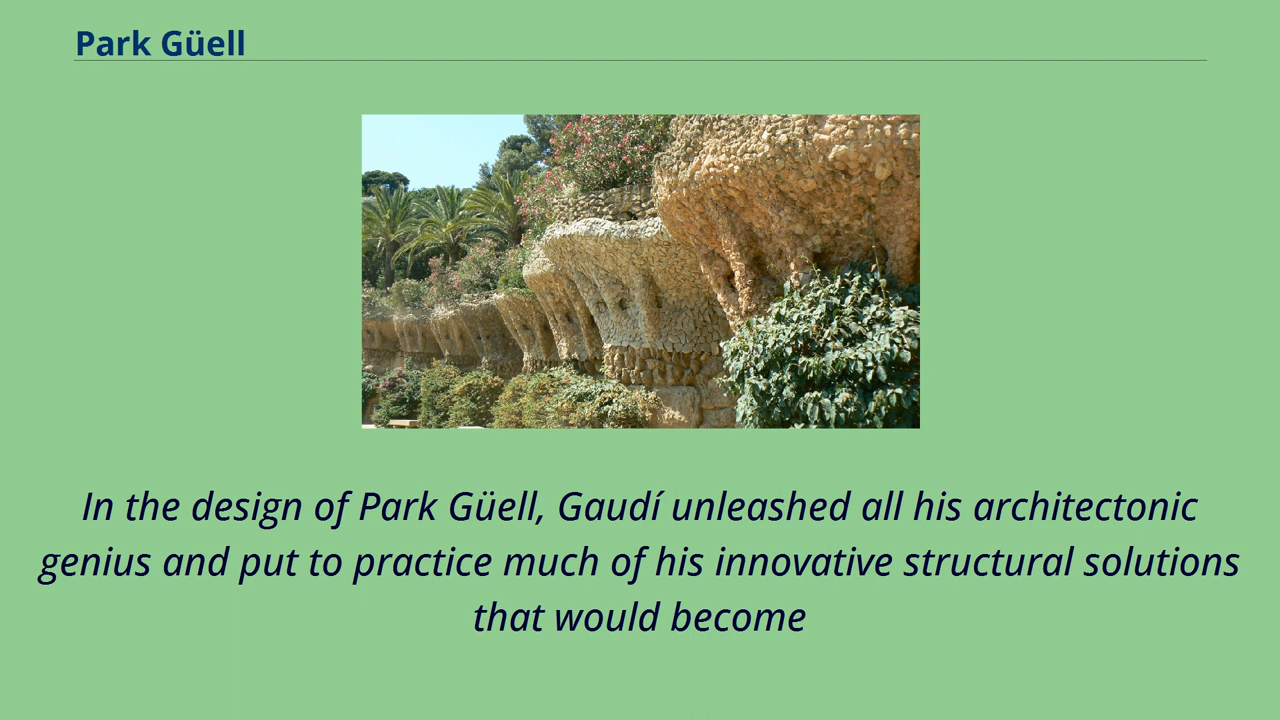 Park Güell
In the design of Park Güell, Gaudí unleashed all his architectonic
genius and put to practice much of his innovative structural solutions
that would become